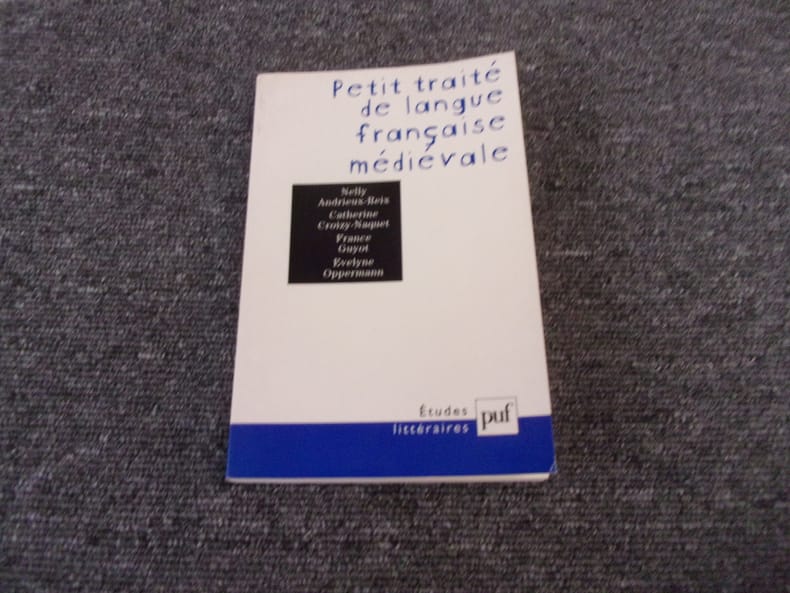 Petit traité
de langue
française
médiévale
Nelly
Andrieux-Reix
Catherine
Croizy-Naquet
France
Guyot
Evelyne
Oppermann
Études
littéraires
puf